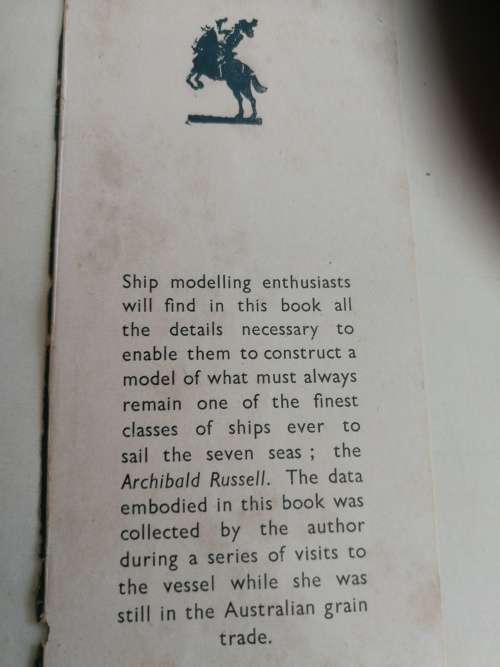 Ship modelling enthusiasts
will find in this book all
the details necessary to
enable them to construct a
model of what must always
remain one of the finest
classes of ships ever to
sail the seven seas ; the
Archibald Russell. The data
embodied in this book was
collected by the author
during a series of visits to
the vessel while she was
still in the Australian grain
trade.